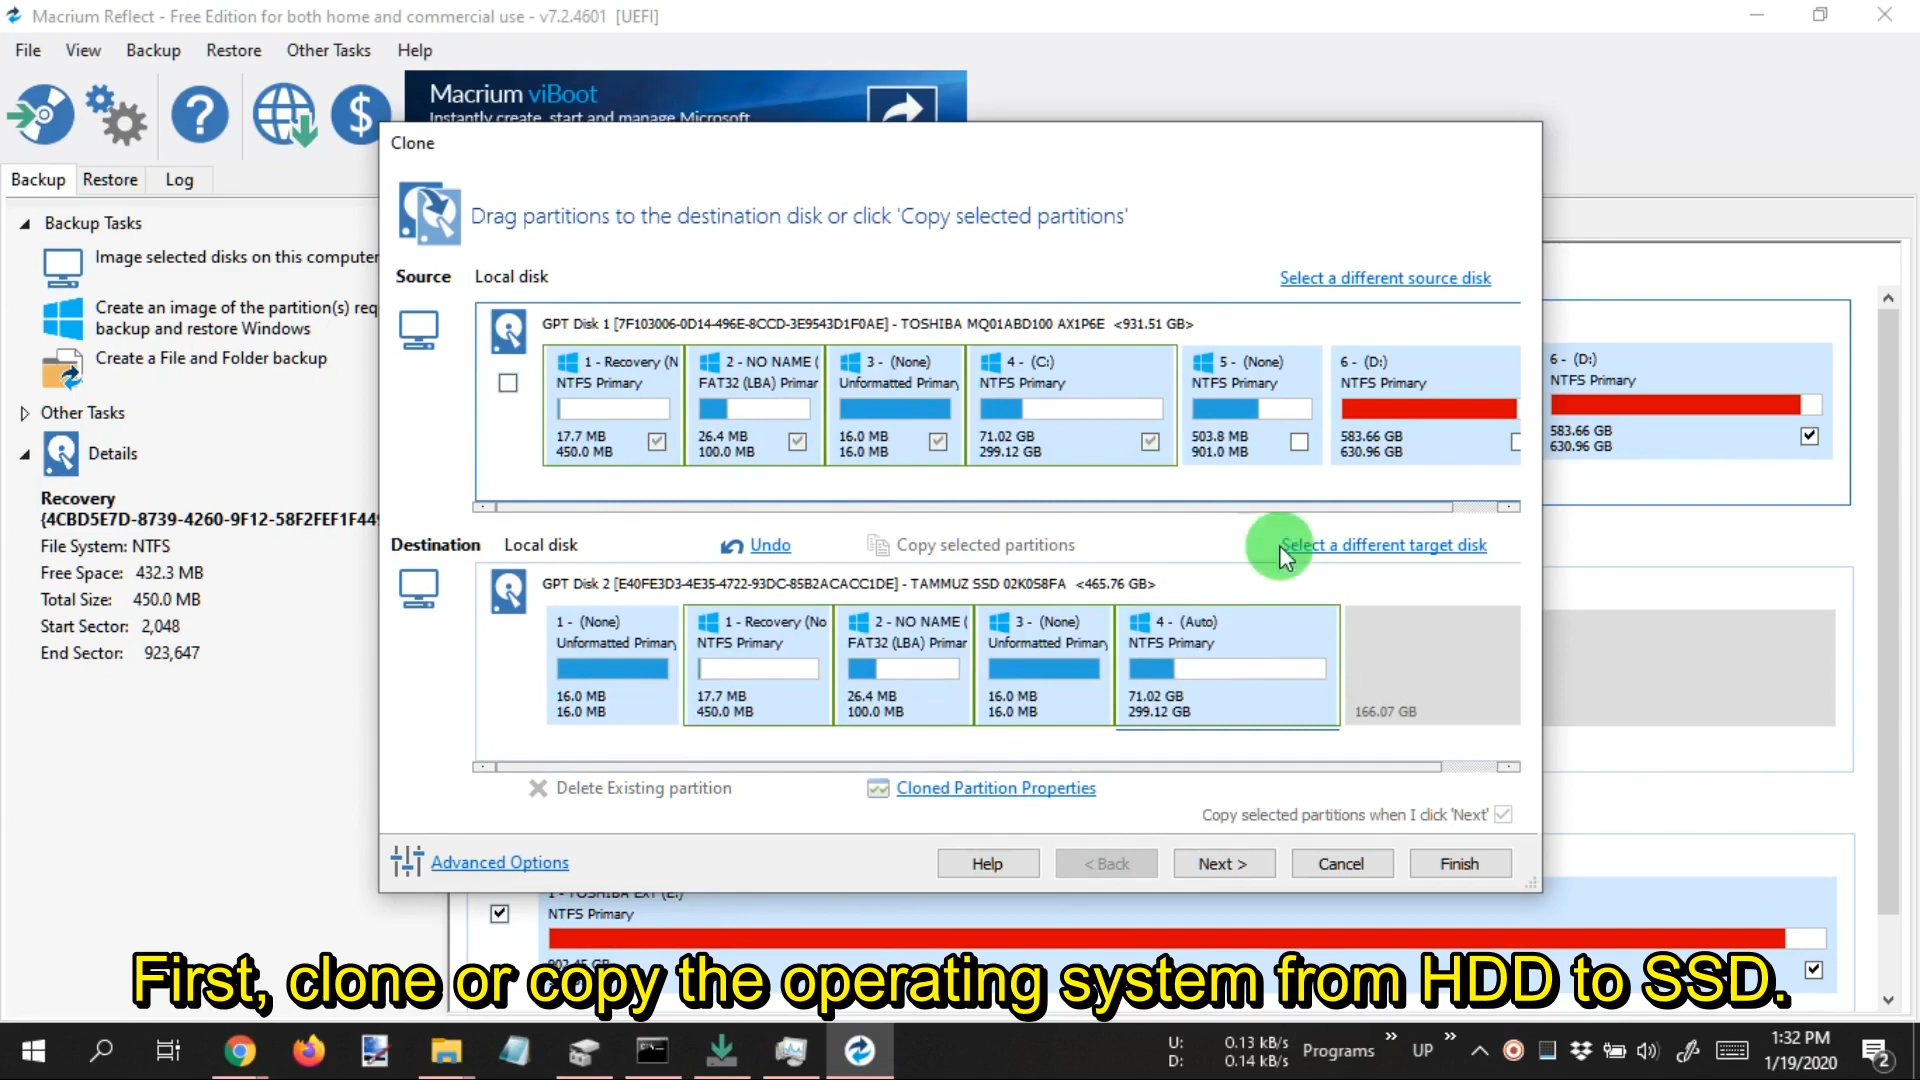 Macrium Reflect - Free Edition for both home and commercial use - v7.2.4601 [UEFI]
File View Backup Restore Other Tasks Help
Macrium viBoot
Instantly create, start and manage Microsoft
Backup Restore Log
Backup Tasks
Image selected disks on this computer
Create an image of the partition(s) req
backup and restore Windows
Create a File and Folder backup
Other Tasks
Details
Recovery
{4CBD5E7D-8739-4260-9F12-58F2FEF1F449
File System: NTFS
Free Space: 432.3 MB
Total Size: 450.0 MB
Start Sector: 2,048
End Sector: 923,647
Clone
Drag partitions to the destination disk or click 'Copy selected partitions'
Source Local disk Select a different source disk
GPT Disk 1 [7F103006-0D14-496E-8CCD-3E9543D1F0AE] - TOSHIBA MQ01ABD100 AX1P6E <931.51 GB>
1 - Recovery (N
NTFS Primary
17.7 MB
450.0 MB
2 - NO NAME (
FAT32 (LBA) Primar
26.4 MB
100.0 MB
3 - (None)
Unformatted Primary
16.0 MB
16.0 MB
4 - (C:)
NTFS Primary
71.02 GB
299.12 GB
5 - (None)
NTFS Primary
503.8 MB
901.0 MB
6 - (D:)
NTFS Primary
583.66 GB
630.96 GB
6 - (D:)
NTFS Primary
583.66 GB
630.96 GB
Destination Local disk Undo Copy selected partitions Select a different target disk
GPT Disk 2 [E40FE3D3-4E35-4722-93DC-85B2ACACC1DE] - TAMMUZ SSD 02K0S8FA <465.76 GB>
1 - (None)
Unformatted Primary
16.0 MB
16.0 MB
1 - Recovery (No
NTFS Primary
17.7 MB
450.0 MB
2 - NO NAME (
FAT32 (LBA) Primar
26.4 MB
100.0 MB
3 - (None)
Unformatted Primary
16.0 MB
16.0 MB
4 - (Auto)
NTFS Primary
71.02 GB
299.12 GB
166.07 GB
Delete Existing partition Cloned Partition Properties
Copy selected partitions when I click 'Next'
Advanced Options Help < Back Next > Cancel Finish
1 - TOSHIBA EXT (E:)
NTFS Primary
First, clone or copy the operating system from HDD to SSD.
U: 0.13 kB/s
D: 0.14 kB/s
Programs » UP »
1:32 PM
1/19/2020
2